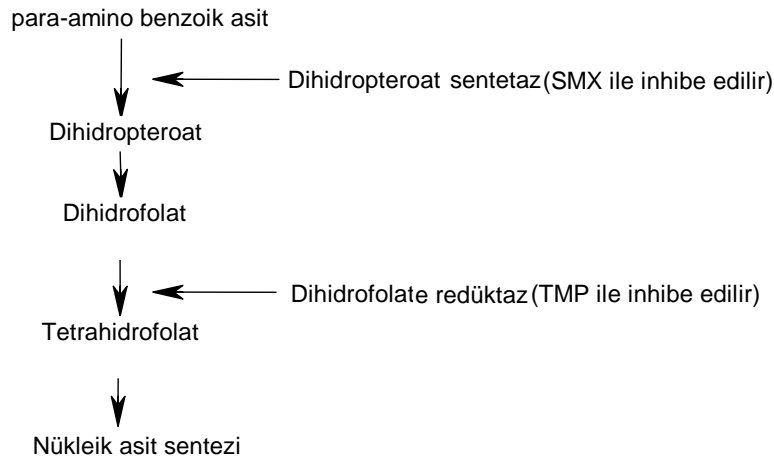 para-amino benzoik asit
Dihidropteroat sentetaz(SMX ile inhibe edilir)
Dihidropteroat
Dihidrofolat
Dihidrofolate redüktaz(TMP ile inhibe edilir)
Tetrahidrofolat
Nükleik asit sentezi